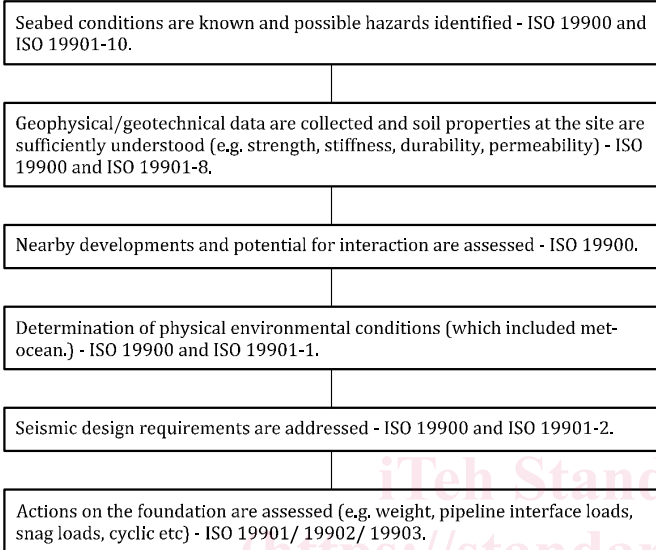 Seabed conditions are known and possible hazards identified - ISO 19900 and
ISO 19901-10.
Geophysical/geotechnical data are collected and soil properties at the site are
sufficiently understood (e.g. strength, stiffness, durability, permeability) - ISO
19900 and ISO 19901-8.
Nearby developments and potential for interaction are assessed - ISO 19900.
Determination of physical environmental conditions (which included met-
ocean.) - ISO 19900 and ISO 19901-1.
Seismic design requirements are addressed - ISO 19900 and ISO 19901-2.
iTeh Stand
Actions on the foundation are assessed (e.g. weight, pipeline interface loads,
snag loads, cyclic etc) - ISO 19901/ 19902/ 19903.